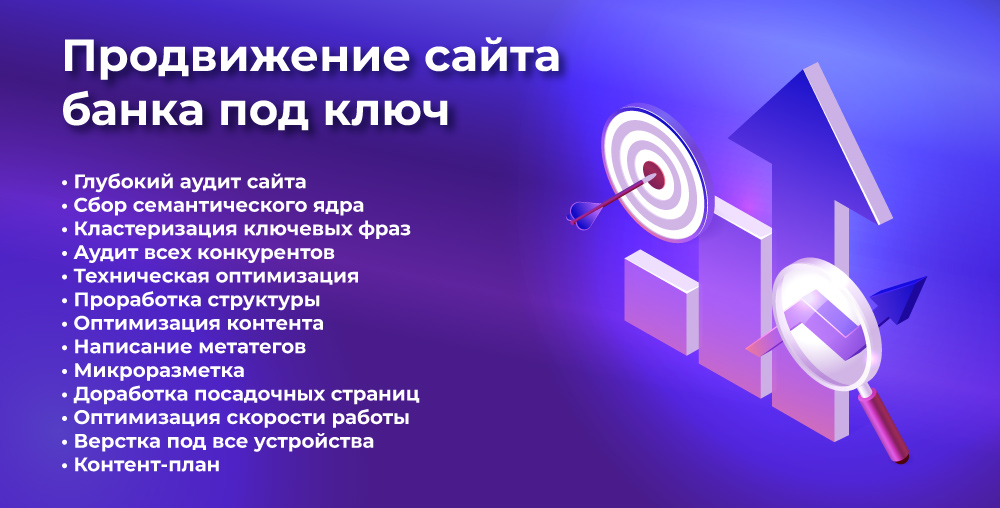 Продвижение сайта
банка под ключ
• Глубокий аудит сайта
• Сбор семантического ядра
• Кластеризация ключевых фраз
• Аудит всех конкурентов
• Техническая оптимизация
• Проработка структуры
• Оптимизация контента
• Написание метатегов
• Микроразметка
• Доработка посадочных страниц
• Оптимизация скорости работы
• Верстка под все устройства
• Контент-план